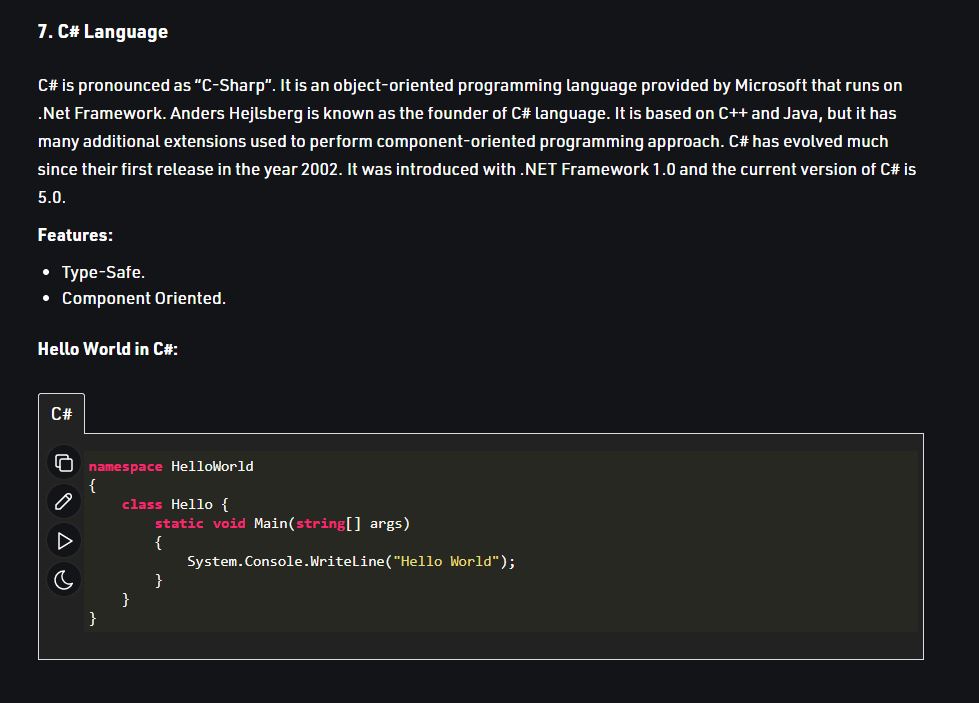 7. C# Language
C# is pronounced as “C-Sharp”. It is an object-oriented programming language provided by Microsoft that runs on
.Net Framework. Anders Hejlsberg is known as the founder of C# language. It is based on C++ and Java, but it has
many additional extensions used to perform component-oriented programming approach. C# has evolved much
since their first release in the year 2002. It was introduced with .NET Framework 1.0 and the current version of C# is
5.0.
Features:
• Type-Safe.
• Component Oriented.
Hello World in C#:
C#
namespace HelloWorld
{
    class Hello {
        static void Main(string[] args)
        {
            System.Console.WriteLine("Hello World");
        }
    }
}